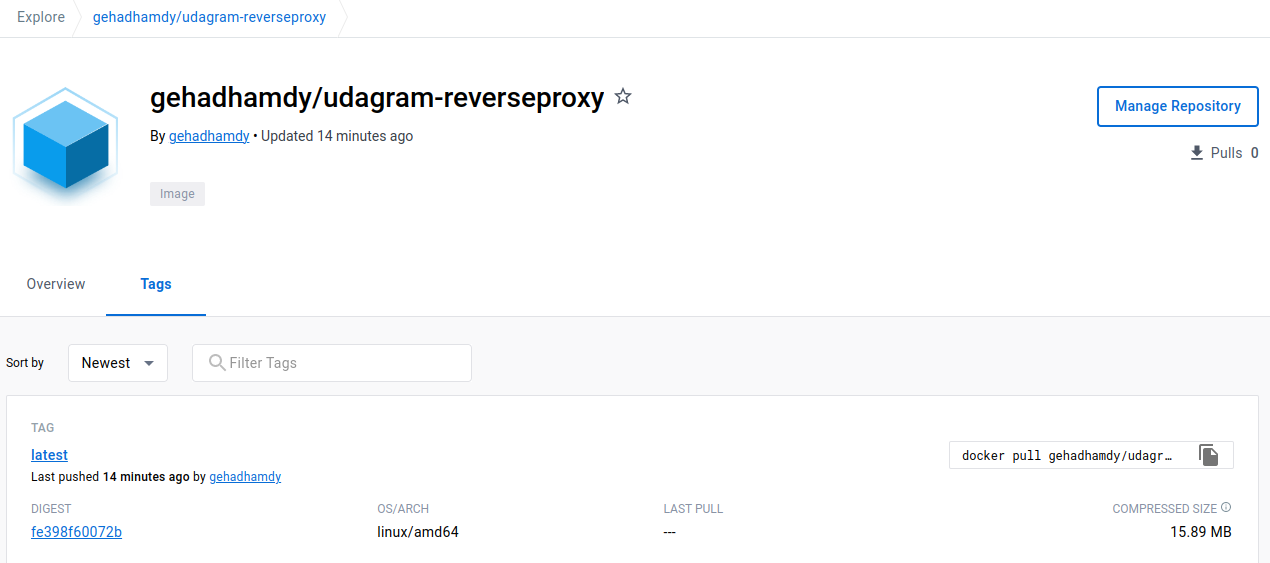 Explore gehadhamdy/udagram-reverseproxy
gehadhamdy/udagram-reverseproxy
Manage Repository
By gehadhamdy • Updated 14 minutes ago
Pulls 0
Image
Overview Tags
Sort by Newest Filter Tags
TAG
latest
docker pull gehadhamdy/udagr…
Last pushed 14 minutes ago by gehadhamdy
DIGEST OS/ARCH LAST PULL COMPRESSED SIZE
fe398f60072b linux/amd64 --- 15.89 MB